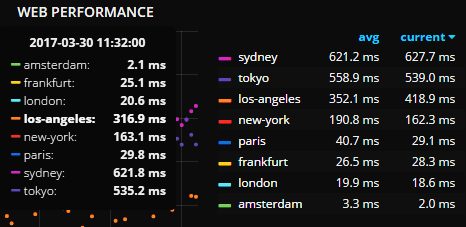 WEB PERFORMANCE
2017-03-30 11:32:00
amsterdam: 2.1 ms
frankfurt: 25.1 ms
london: 20.6 ms
los-angeles: 316.9 ms
new-york: 163.1 ms
paris: 29.8 ms
sydney: 621.8 ms
tokyo: 535.2 ms
avg current
sydney 621.2 ms 627.7 ms
tokyo 558.9 ms 539.0 ms
los-angeles 352.1 ms 418.9 ms
new-york 190.8 ms 162.3 ms
paris 40.7 ms 29.1 ms
frankfurt 26.5 ms 28.3 ms
london 19.9 ms 18.6 ms
amsterdam 3.3 ms 2.0 ms